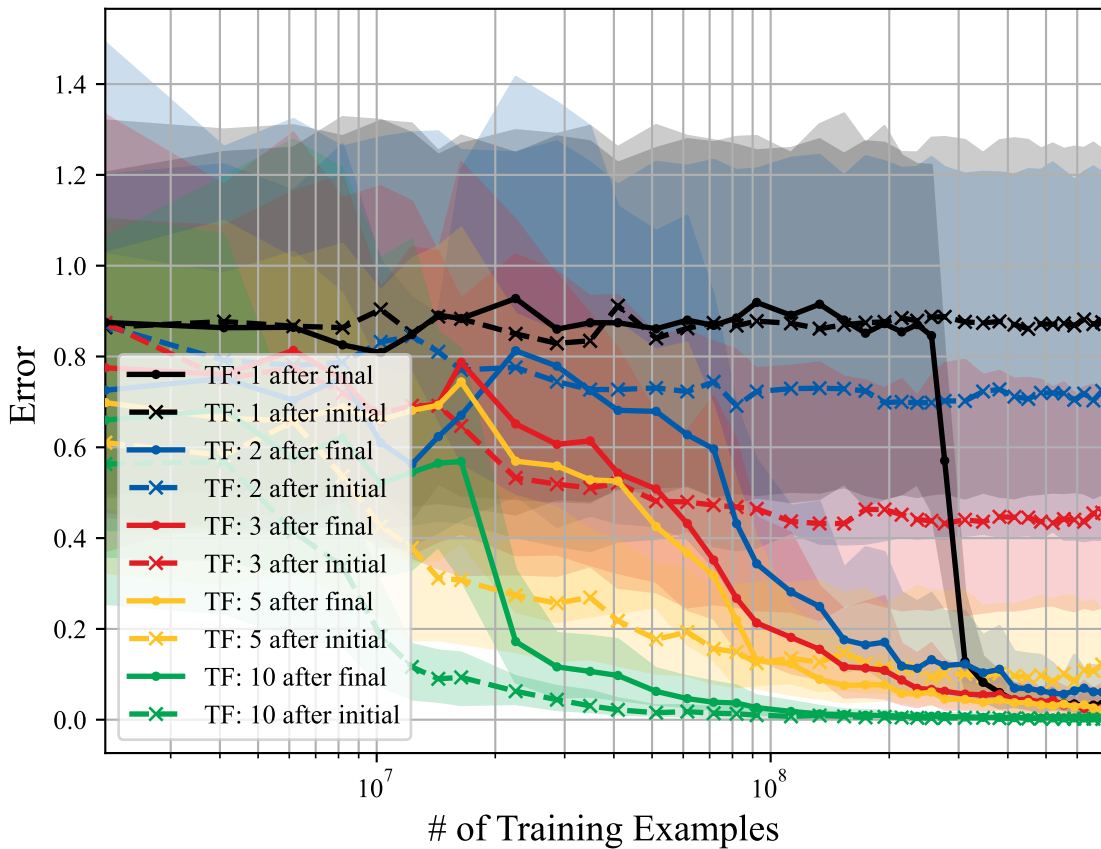 1.4
1.2
1.0
0.8
0.6
0.4
0.2
0.0
Error
TF: 1 after final
TF: 1 after initial
TF: 2 after final
TF: 2 after initial
TF: 3 after final
TF: 3 after initial
TF: 5 after final
TF: 5 after initial
TF: 10 after final
TF: 10 after initial
10⁷
10⁸
# of Training Examples